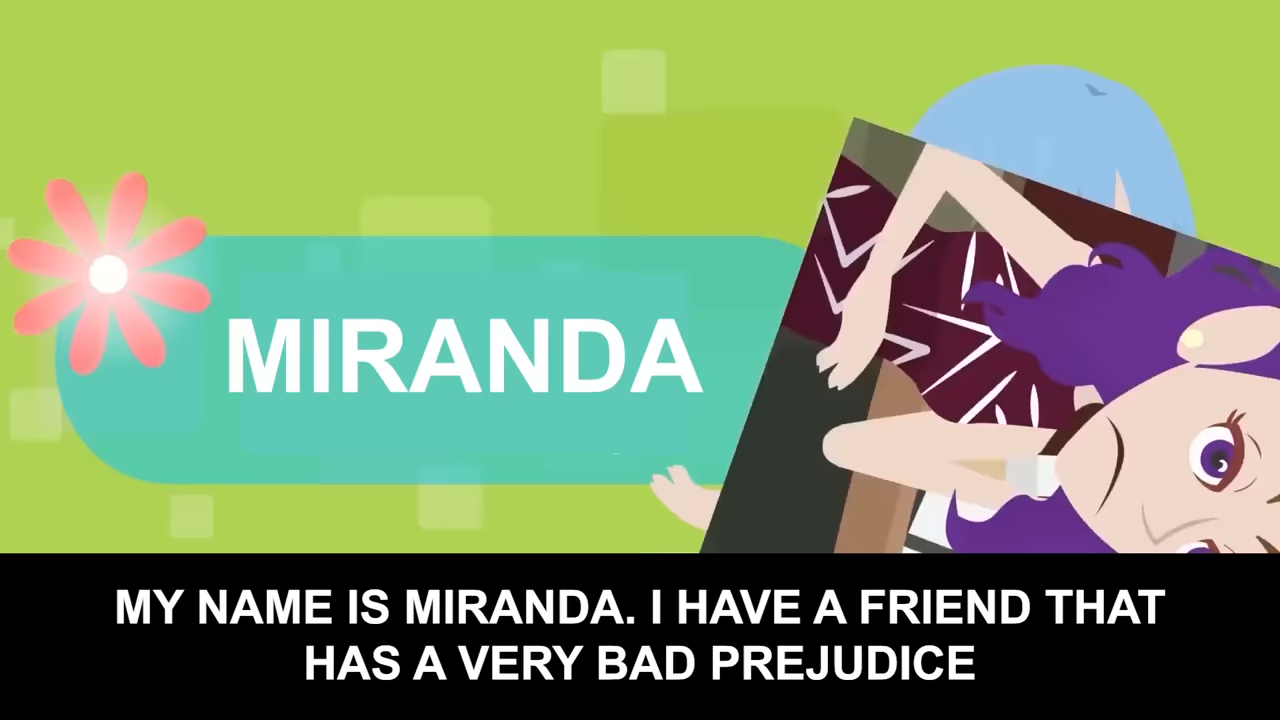 MIRANDA
MY NAME IS MIRANDA. I HAVE A FRIEND THAT
HAS A VERY BAD PREJUDICE